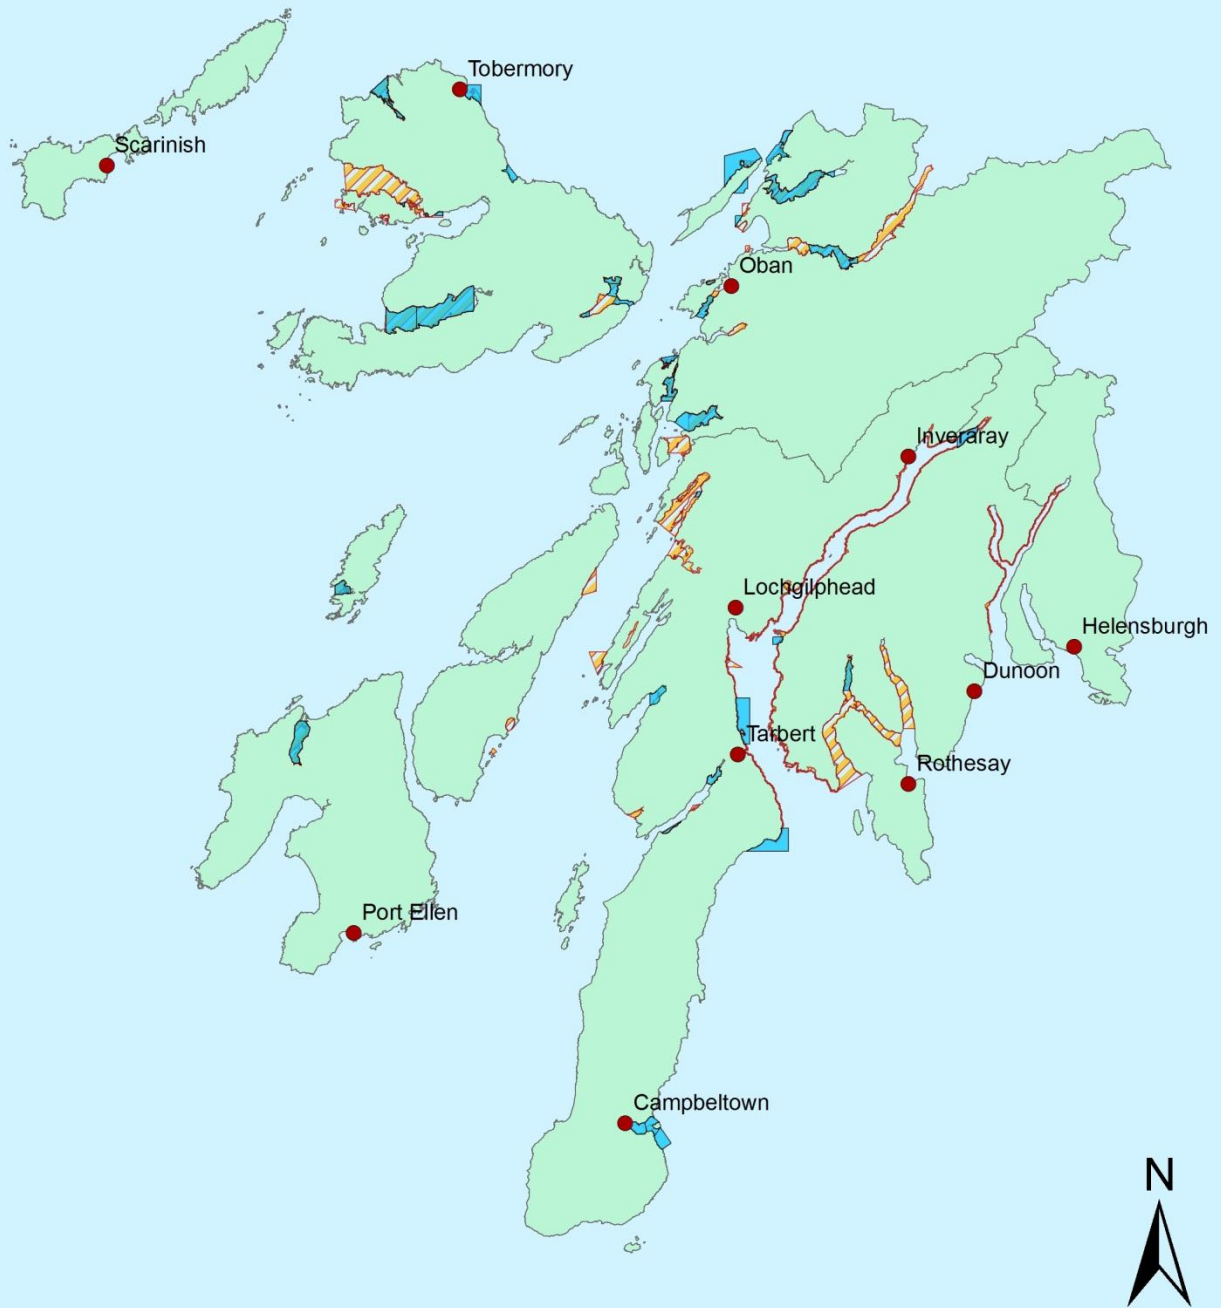 Tobermory
Scarinish
Oban
Inveraray
Lochgilphead
Helensburgh
Dunoon
Tarbert
Rothesay
Port Ellen
Campbeltown
N